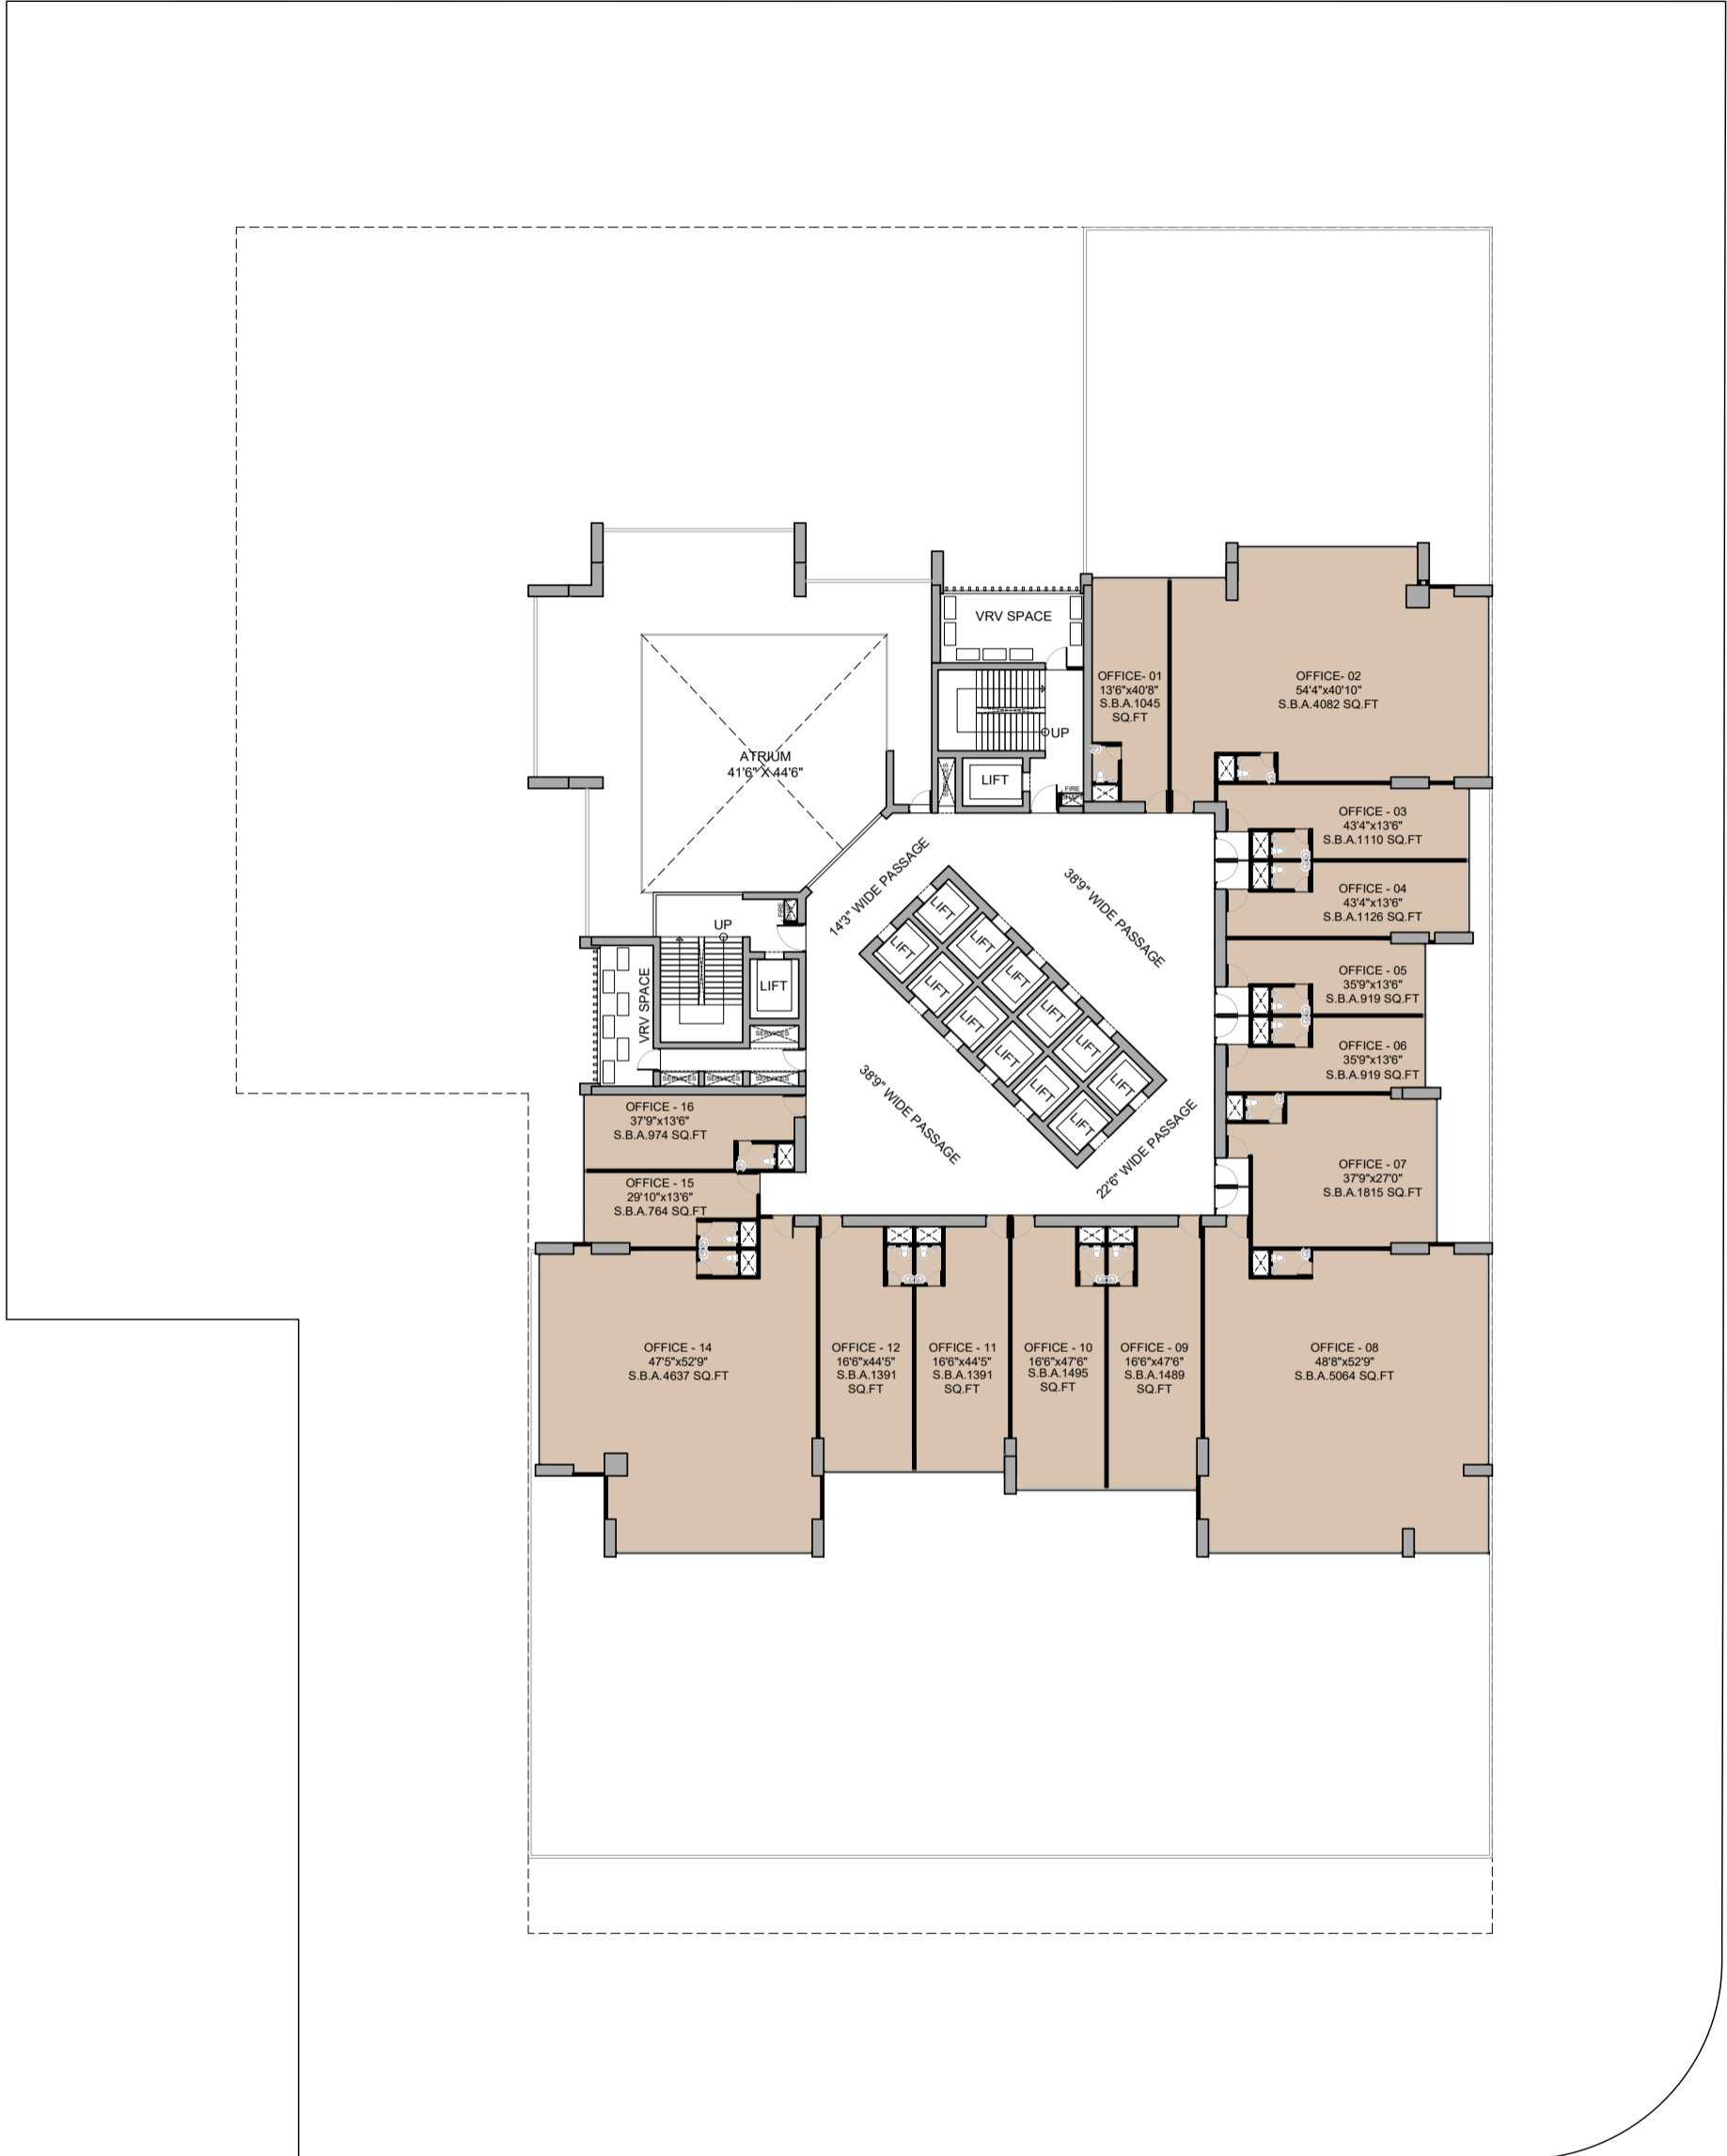 VRV SPACE
OFFICE- 01
13'6"x40'8"
S.B.A.1045
SQ.FT
OFFICE- 02
54'4"x40'10"
S.B.A.4082 SQ.FT
UP
ATRIUM
41'6" X 44'6"
SERVICES
LIFT
FIRE
SHAFT
OFFICE - 03
43'4"x13'6"
S.B.A.1110 SQ.FT
OFFICE - 04
43'4"x13'6"
S.B.A.1126 SQ.FT
14'3" WIDE PASSAGE
38'9" WIDE PASSAGE
LIFT
LIFT
LIFT
LIFT
LIFT
LIFT
LIFT
LIFT
LIFT
LIFT
LIFT
LIFT
FIRE
UP
VRV SPACE
LIFT
SERVICES
SERVICES
SERVICES
SERVICES
OFFICE - 05
35'9"x13'6"
S.B.A.919 SQ.FT
OFFICE - 06
35'9"x13'6"
S.B.A.919 SQ.FT
38'9" WIDE PASSAGE
22'6" WIDE PASSAGE
OFFICE - 16
37'9"x13'6"
S.B.A.974 SQ.FT
OFFICE - 15
29'10"x13'6"
S.B.A.764 SQ.FT
OFFICE - 07
37'9"x27'0"
S.B.A.1815 SQ.FT
OFFICE - 14
47'5"x52'9"
S.B.A.4637 SQ.FT
OFFICE - 12
16'6"x44'5"
S.B.A.1391
SQ.FT
OFFICE - 11
16'6"x44'5"
S.B.A.1391
SQ.FT
OFFICE - 10
16'6"x47'6"
S.B.A.1495
SQ.FT
OFFICE - 09
16'6"x47'6"
S.B.A.1489
SQ.FT
OFFICE - 08
48'8"x52'9"
S.B.A.5064 SQ.FT